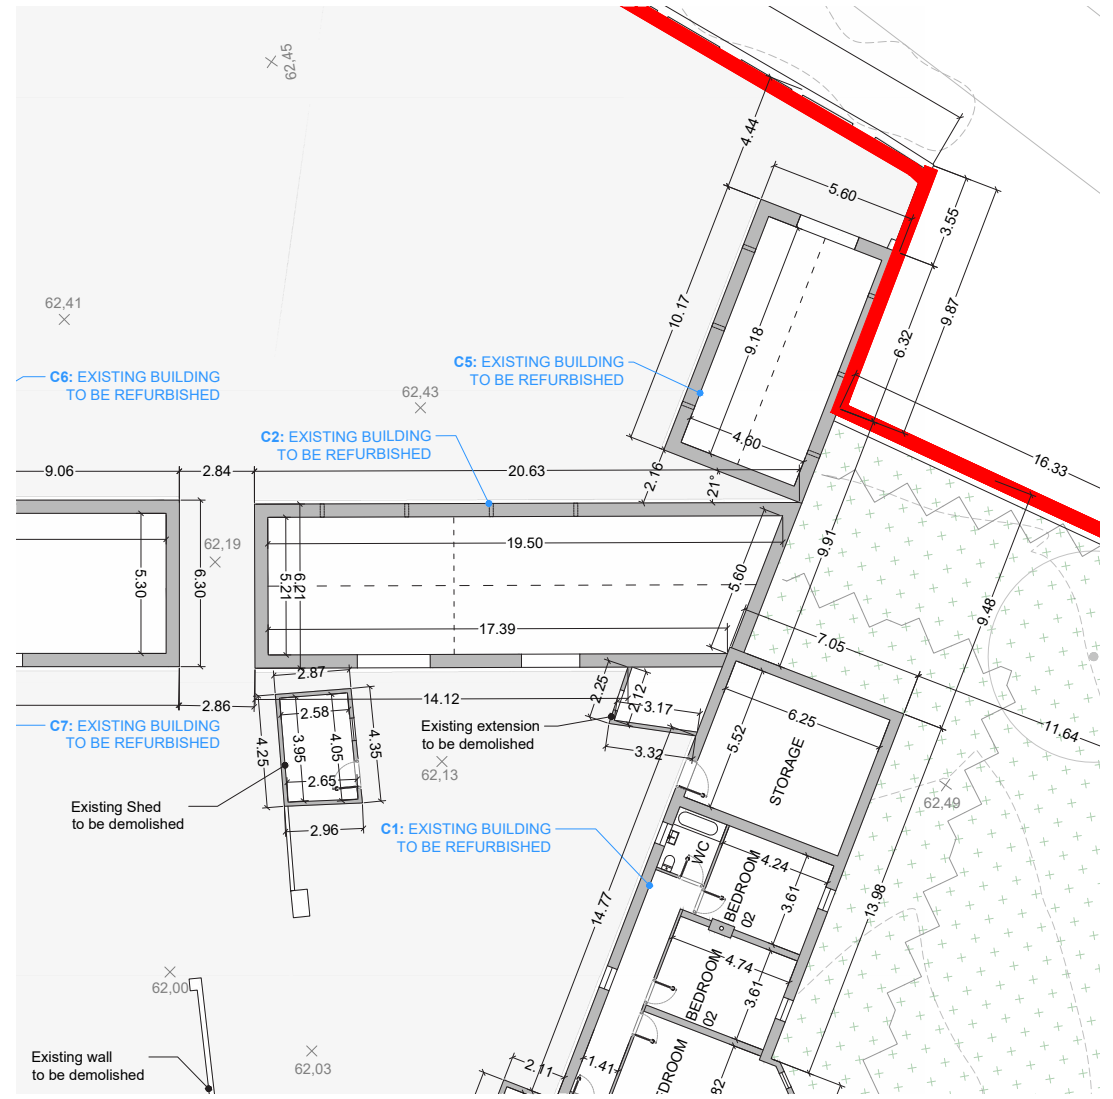 62,45
4.44
5.60
3.55
62,41
10.17
9.18
6.32
9.87
C6: EXISTING BUILDING
TO BE REFURBISHED
C5: EXISTING BUILDING
TO BE REFURBISHED
62,43
C2: EXISTING BUILDING
TO BE REFURBISHED
4.60
16.33
9.06
2.84
20.63
2.16
21°
62,19
19.50
9.91
5.30
6.30
5.21
6.21
5.60
9.48
17.39
7.05
2.87
2.25
2.12
2.86
14.12
3.17
2.58
6.25
C7: EXISTING BUILDING
TO BE REFURBISHED
Existing extension
to be demolished
11.64
4.25
3.95
4.05
4.35
3.32
5.52
STORAGE
62,13
2.65
62,49
Existing Shed
to be demolished
2.96
C1: EXISTING BUILDING
TO BE REFURBISHED
WC
4.24
BEDROOM
02
3.61
14.77
13.98
4.74
BEDROOM
02
3.61
62,00
Existing wall
to be demolished
62,03
2.11
1.41
EDROOM
82